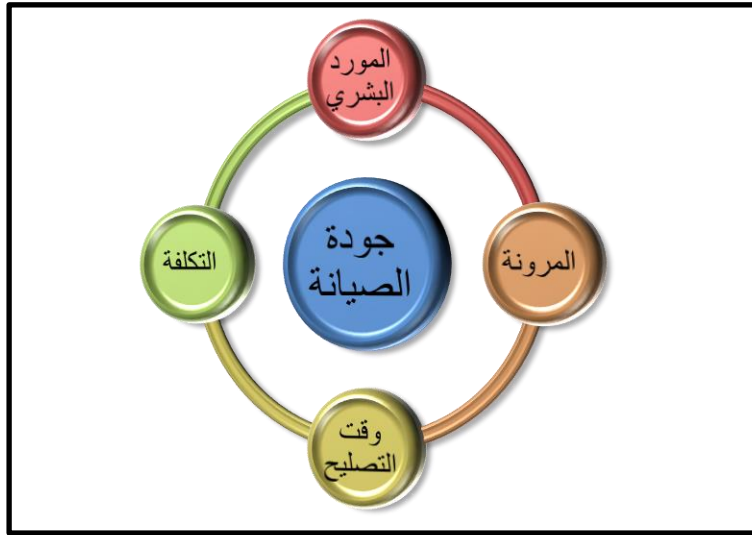 المورد
البشري
جودة
الصيانة
المرونة
التكلفة
وقت
التصليح